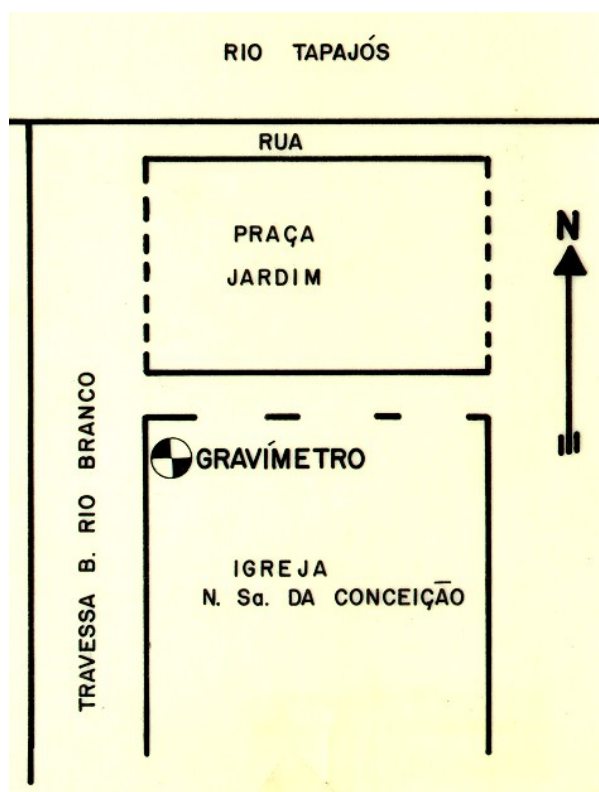 RIO TAPAJÓS
RUA
PRAÇA
JARDIM
N
TRAVESSA B. RIO BRANCO
GRAVÍMETRO
IGREJA
N. Sa. DA CONCEIÇÃO